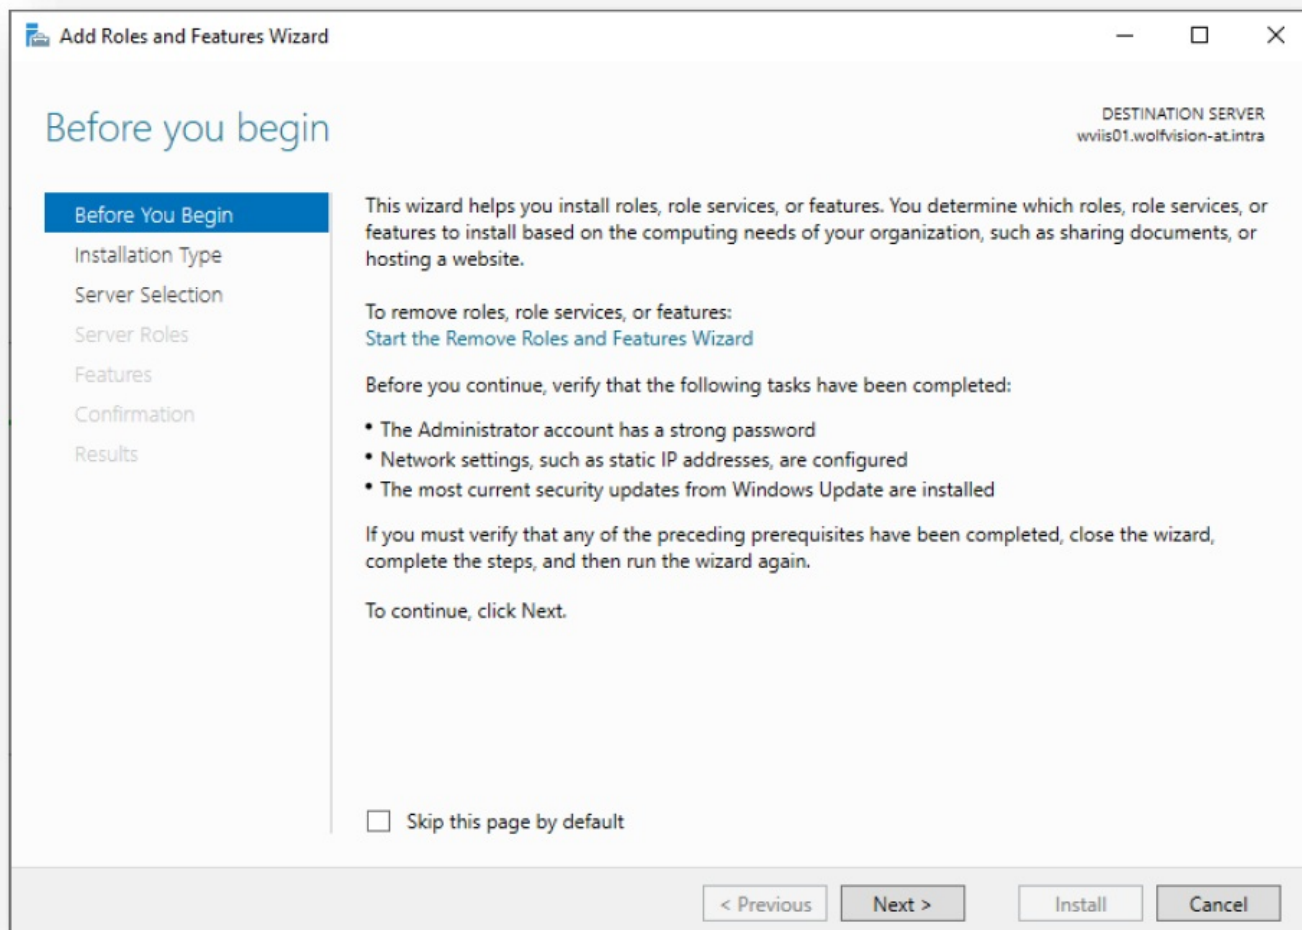 Add Roles and Features Wizard
Before you begin
DESTINATION SERVER
wviis01.wolfvision-at.intra
Before You Begin
Installation Type
Server Selection
Server Roles
Features
Confirmation
Results
This wizard helps you install roles, role services, or features. You determine which roles, role services, or
features to install based on the computing needs of your organization, such as sharing documents, or
hosting a website.
To remove roles, role services, or features:
Start the Remove Roles and Features Wizard
Before you continue, verify that the following tasks have been completed:
• The Administrator account has a strong password
• Network settings, such as static IP addresses, are configured
• The most current security updates from Windows Update are installed
If you must verify that any of the preceding prerequisites have been completed, close the wizard,
complete the steps, and then run the wizard again.
To continue, click Next.
Skip this page by default
< Previous
Next >
Install
Cancel